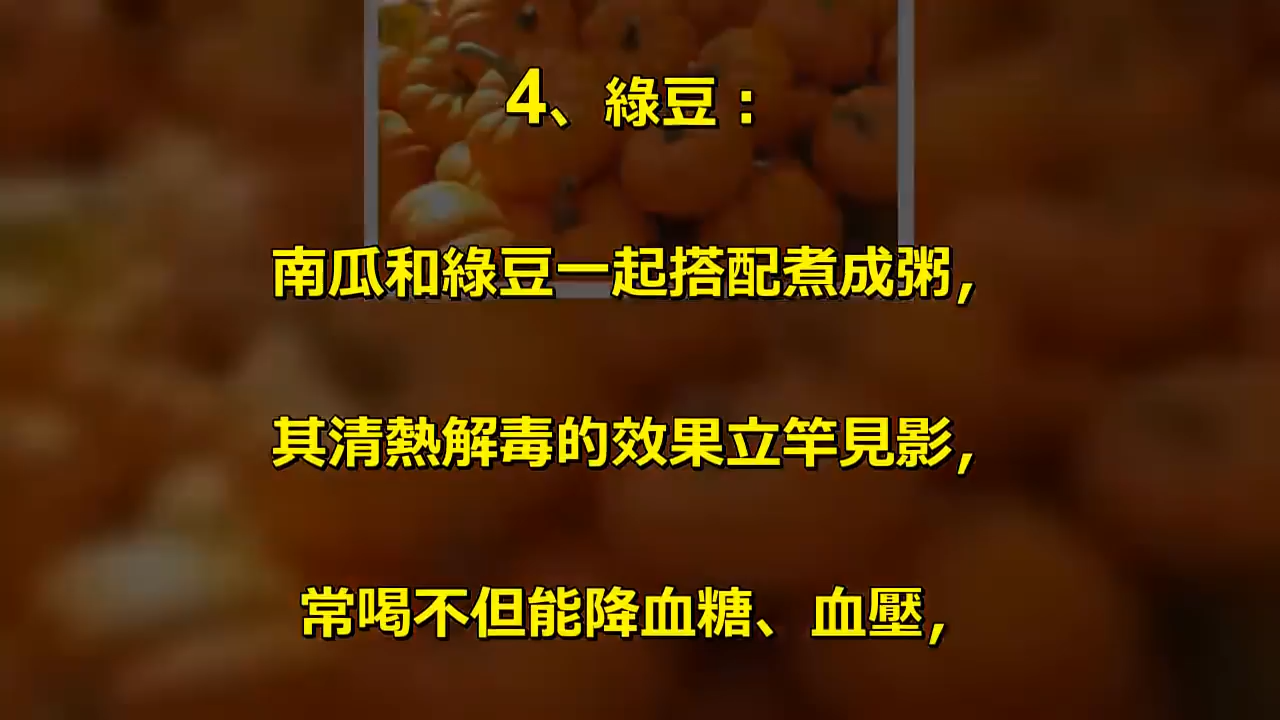 4、綠豆：
南瓜和綠豆一起搭配煮成粥,
其清熱解毒的效果立竿見影,
常喝不但能降血糖、血壓,